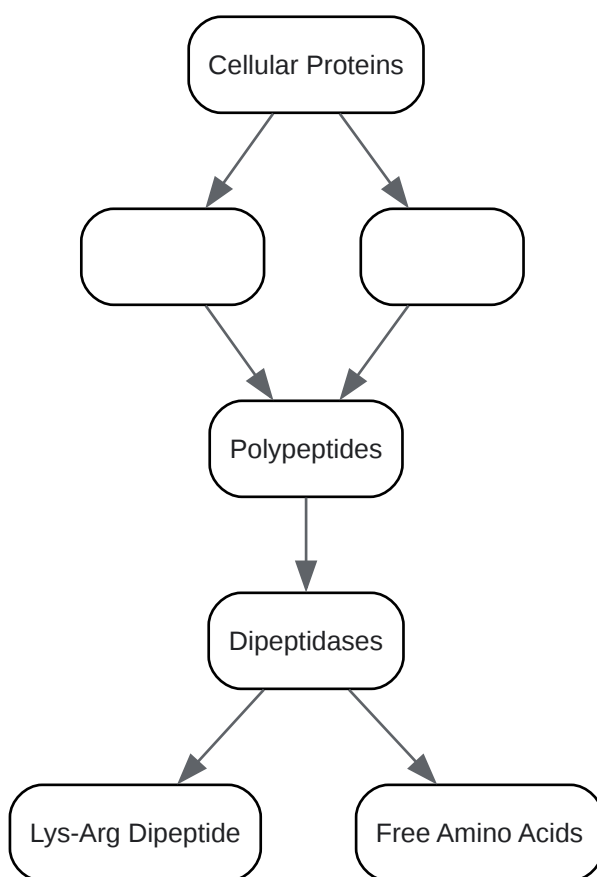 Cellular Proteins
Polypeptides
Dipeptidases
Lys-Arg Dipeptide
Free Amino Acids